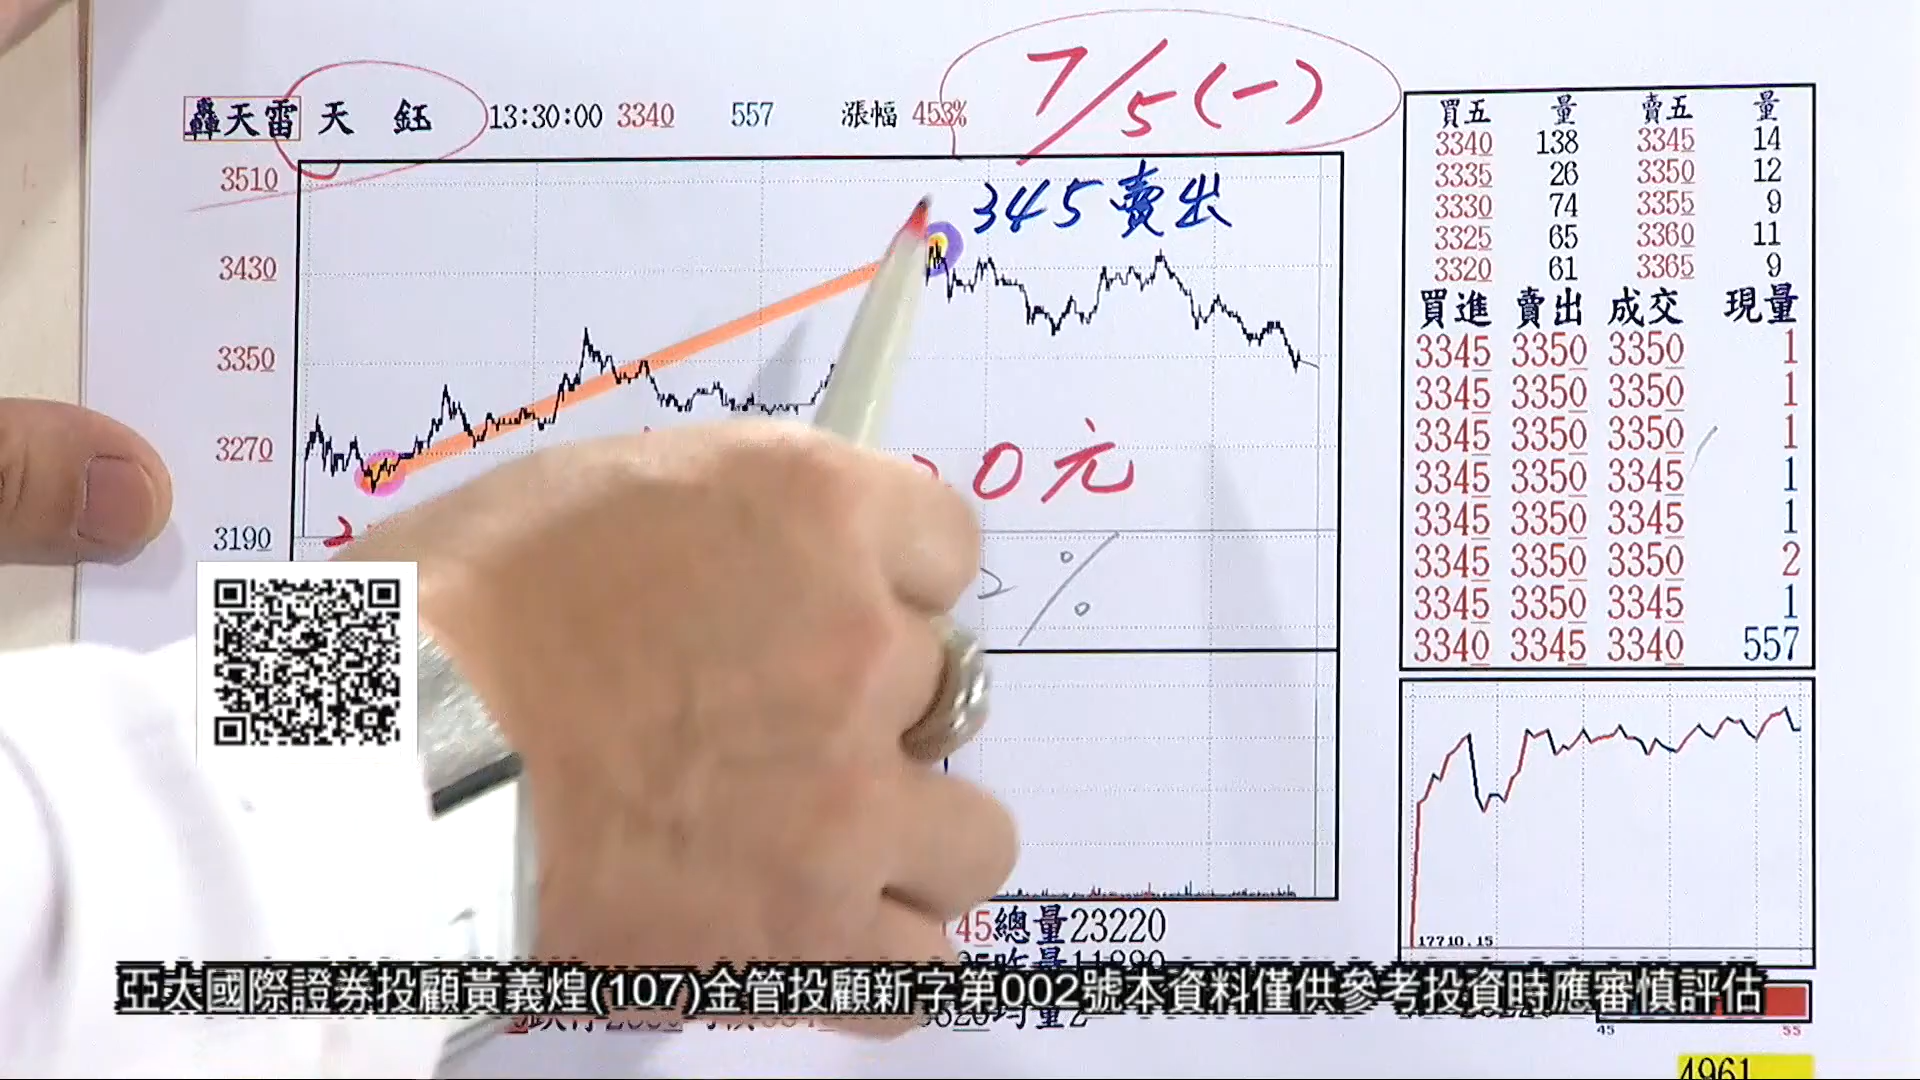 轟天雷 天 鈺 13:30:00 3340 557 漲幅 453%
7/5(一)
345賣出
3510
3430
3350
3270
3190
0元
2%
買五 量 賣五 量
3340 138 3345 14
3335 26 3350 12
3330 74 3355 9
3325 65 3360 11
3320 61 3365 9
買進 賣出 成交 現量
3345 3350 3350 1
3345 3350 3350 1
3345 3350 3350 1
3345 3350 3345 1
3345 3350 3345 1
3345 3350 3350 2
3345 3350 3345 1
3340 3345 3340 557
17710.15
45總量23220
亞太國際證券投顧黃義煌(107)金管投顧新字第002號本資料僅供參考投資時應審慎評估
45 55
4961